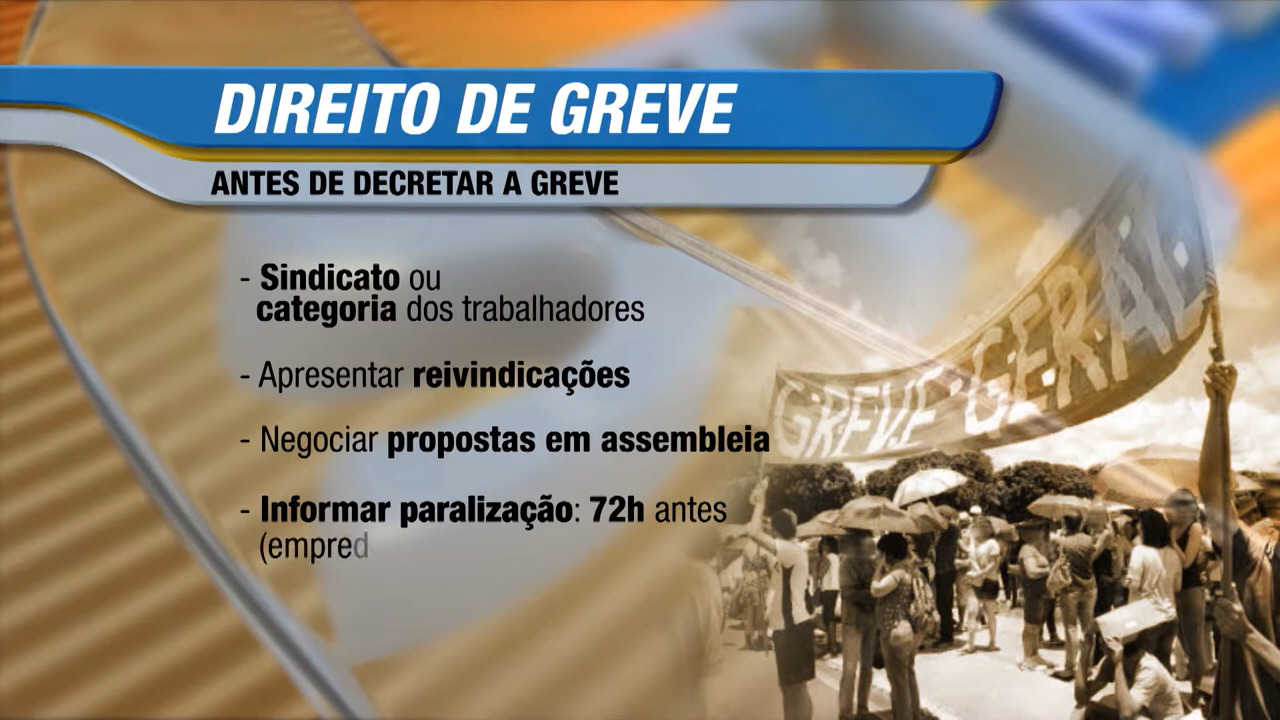 DIREITO DE GREVE
ANTES DE DECRETAR A GREVE
- Sindicato ou
categoria dos trabalhadores
- Apresentar reivindicações
- Negociar propostas em assembleia
GREVE GERAL
- Informar paralização: 72h antes
(empred